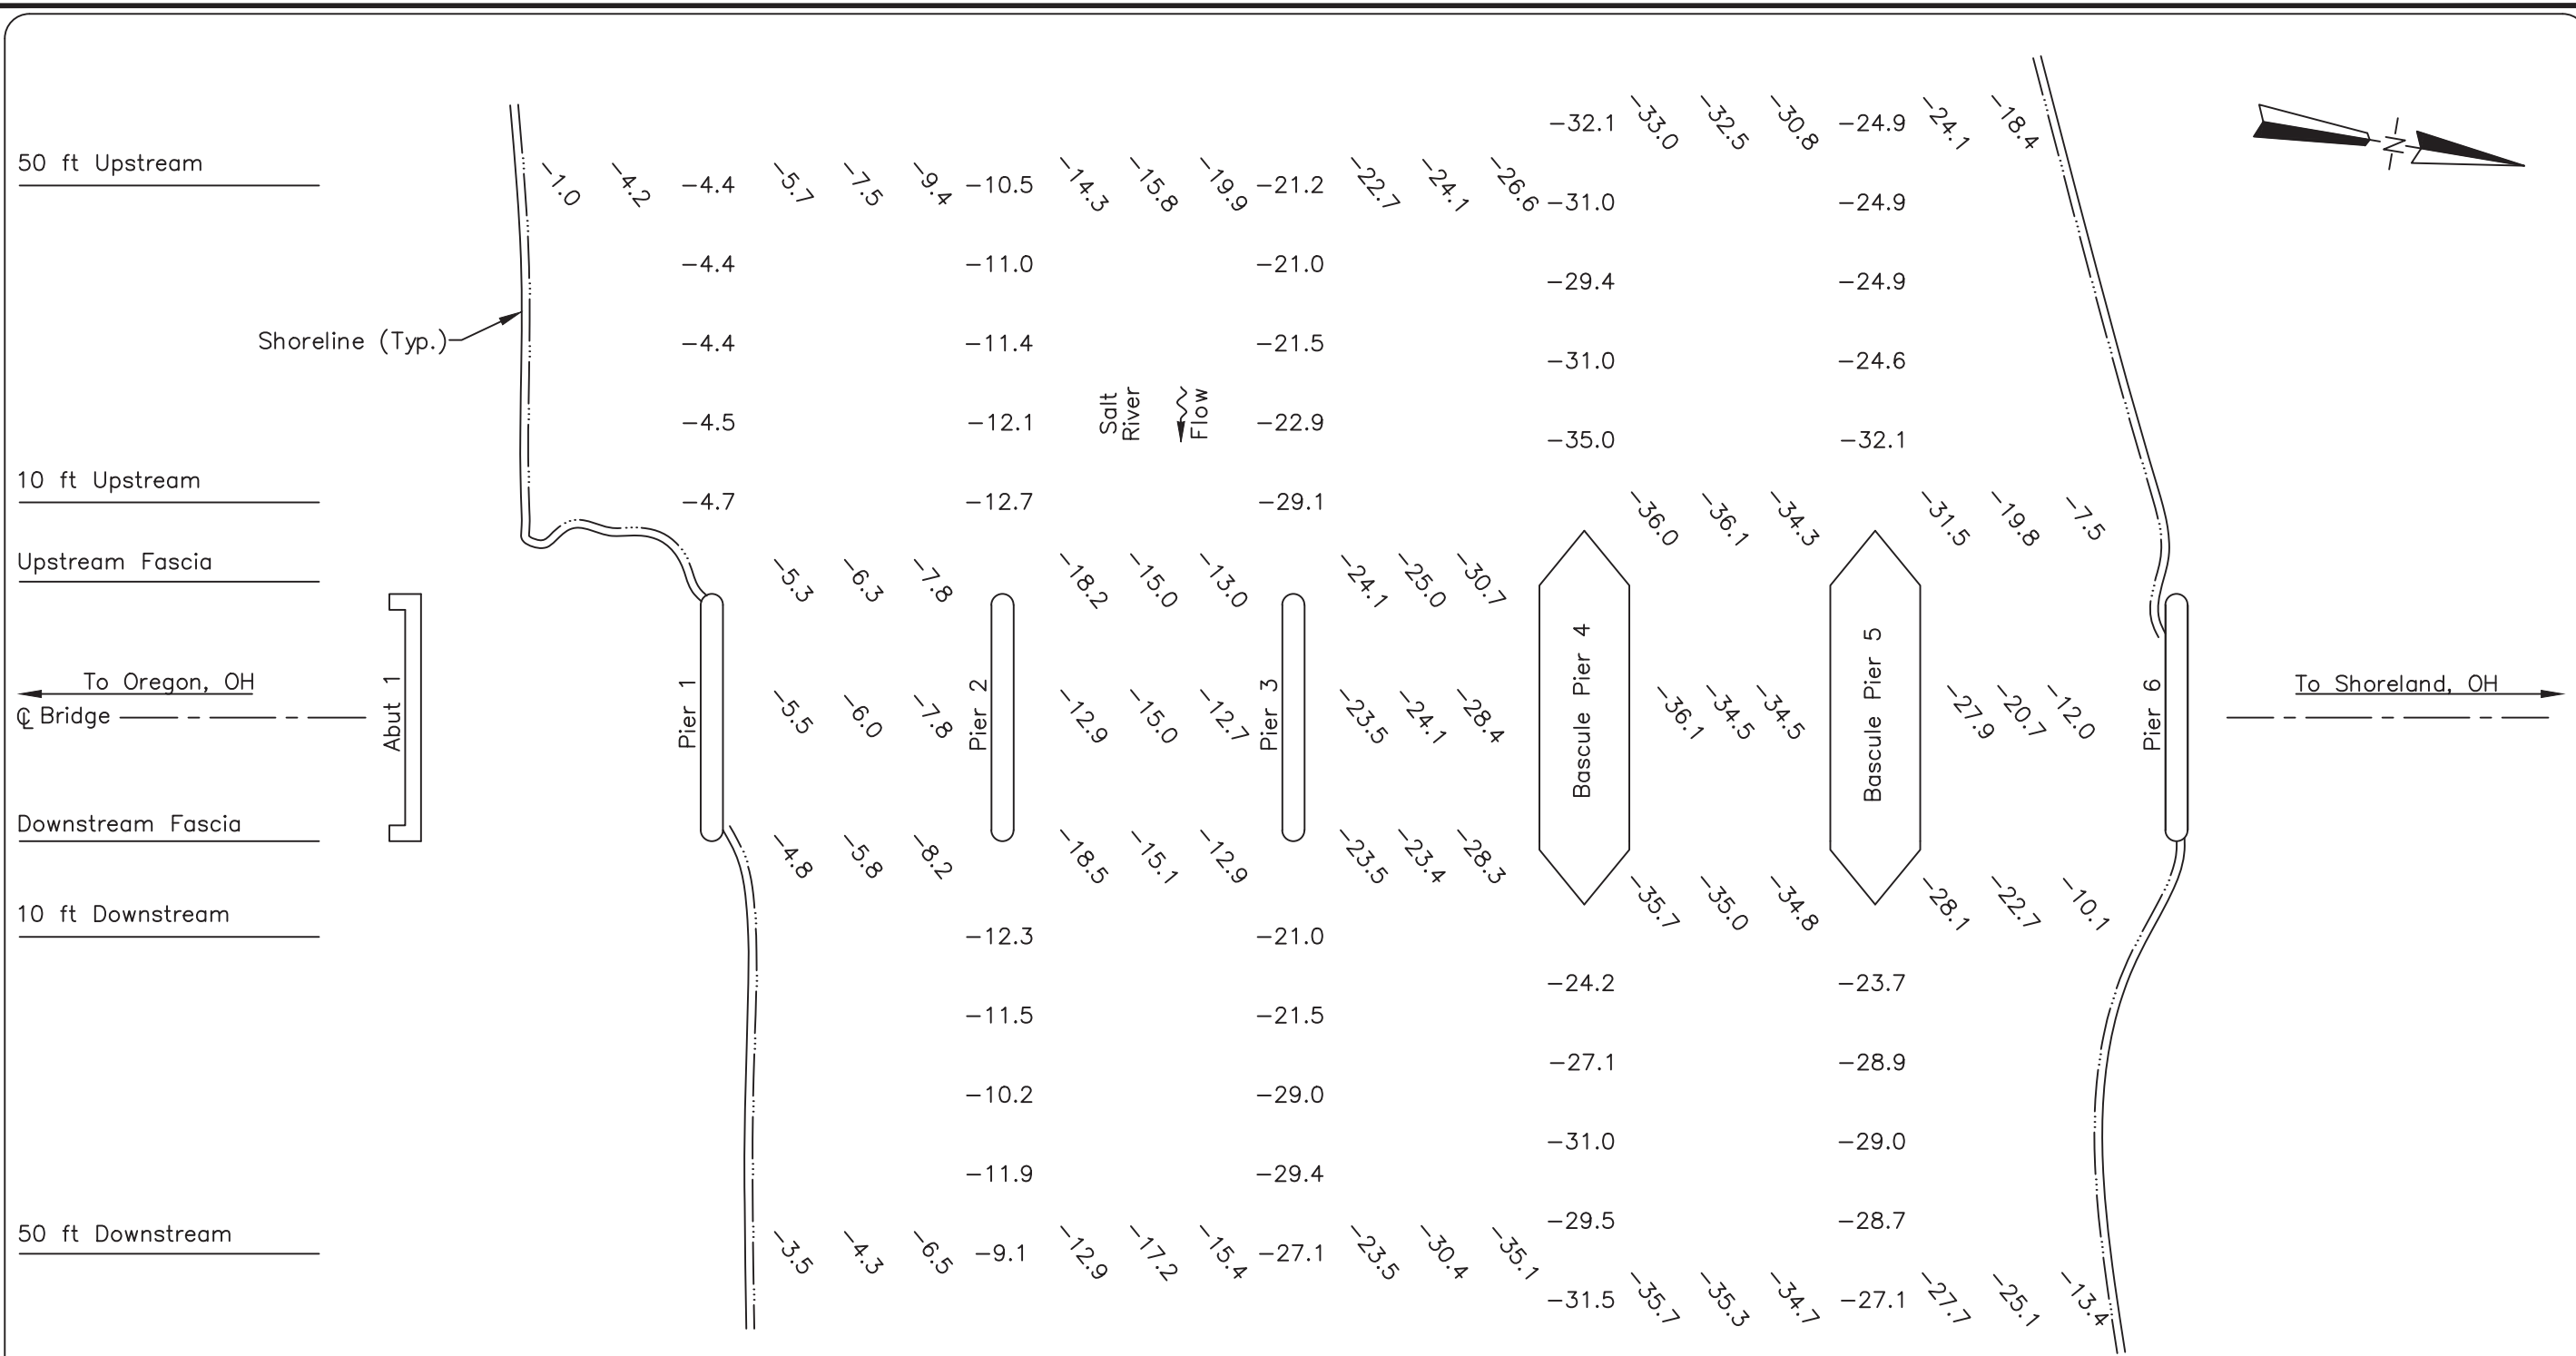 -32.1 -33.0 -32.5 -30.8 -24.9 -24.1 -18.4
N
50 ft Upstream
-1.0 -4.2 -4.4 -5.7 -7.5 -9.4 -10.5 -14.3 -15.8 -19.9 -21.2 -22.7 -24.1 -26.6
-31.0 -24.9
-4.4 -11.0 -21.0
-29.4 -24.9
Shoreline (Typ.)
-4.4 -11.4 -21.5
-31.0 -24.6
Salt
River
Flow
-4.5 -12.1 -22.9
-35.0 -32.1
10 ft Upstream
-4.7 -12.7 -29.1
-36.0 -36.1 -34.3 -31.5 -19.8 -7.5
Upstream Fascia
-5.3 -6.3 -7.8 -18.2 -15.0 -13.0 -24.1 -25.0 -30.7
To Oregon, OH
℄ Bridge
Abut 1
Pier 1
-5.5 -6.0 -7.8
Pier 2
-12.9 -15.0 -12.7
Pier 3
-23.5 -24.1 -28.4
Bascule Pier 4
-36.1 -34.5 -34.5
Bascule Pier 5
-27.9 -20.7 -12.0
Pier 6
To Shoreland, OH
Downstream Fascia
-4.8 -5.8 -8.2 -18.5 -15.1 -12.9 -23.5 -23.4 -28.3
-35.7 -35.0 -34.8 -28.1 -22.7 -10.1
10 ft Downstream
-12.3 -21.0
-24.2 -23.7
-11.5 -21.5
-27.1 -28.9
-10.2 -29.0
-31.0 -29.0
-11.9 -29.4
-29.5 -28.7
50 ft Downstream
-3.5 -4.3 -6.5 -9.1 -12.9 -17.2 -15.4 -27.1 -23.5 -30.4 -35.1
-31.5 -35.7 -35.3 -34.7 -27.1 -27.7 -25.1 -13.4